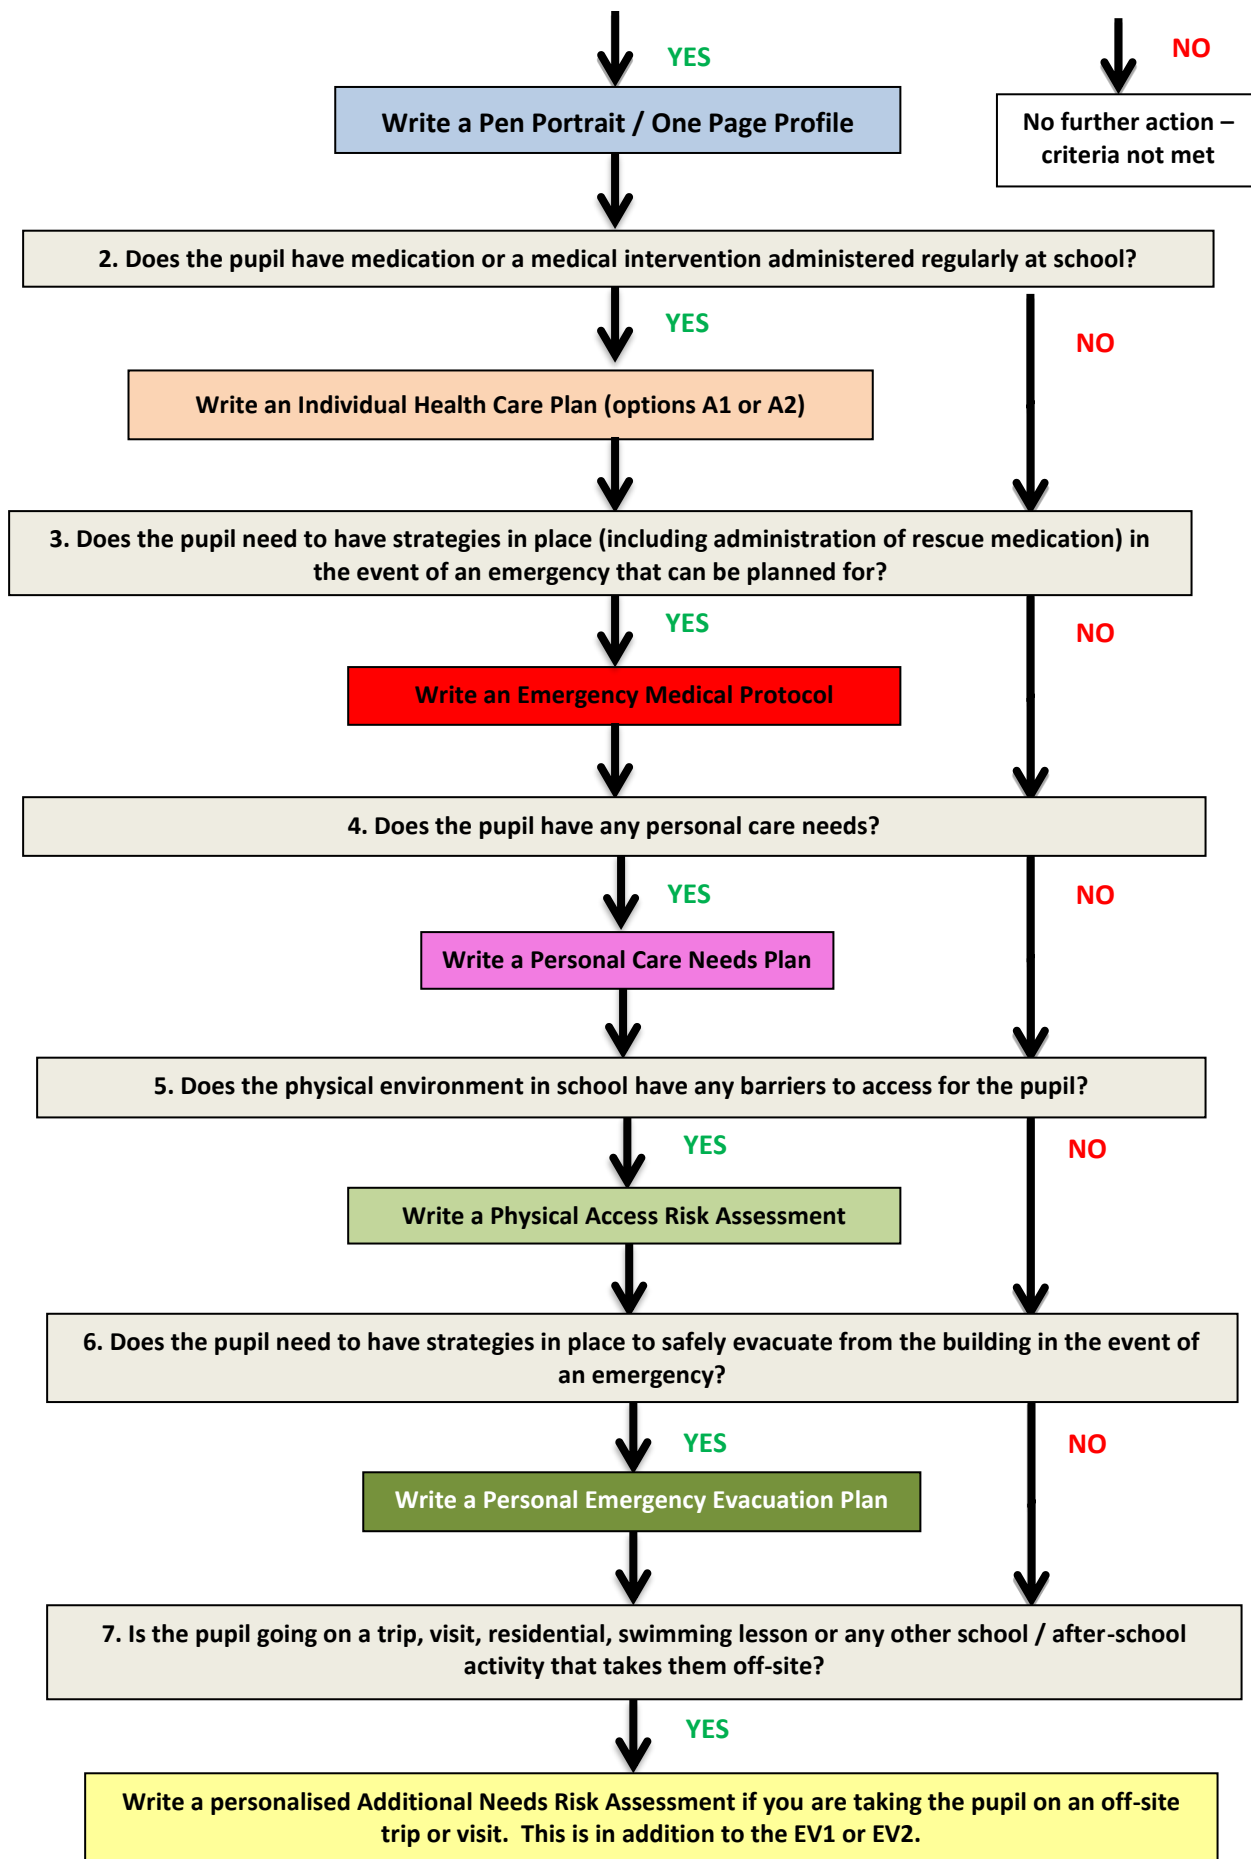 YES
NO
Write a Pen Portrait / One Page Profile
No further action –
criteria not met
2. Does the pupil have medication or a medical intervention administered regularly at school?
YES
NO
Write an Individual Health Care Plan (options A1 or A2)
3. Does the pupil need to have strategies in place (including administration of rescue medication) in
the event of an emergency that can be planned for?
YES
NO
Write an Emergency Medical Protocol
4. Does the pupil have any personal care needs?
YES
NO
Write a Personal Care Needs Plan
5. Does the physical environment in school have any barriers to access for the pupil?
YES
NO
Write a Physical Access Risk Assessment
6. Does the pupil need to have strategies in place to safely evacuate from the building in the event of
an emergency?
YES
NO
Write a Personal Emergency Evacuation Plan
7. Is the pupil going on a trip, visit, residential, swimming lesson or any other school / after-school
activity that takes them off-site?
YES
Write a personalised Additional Needs Risk Assessment if you are taking the pupil on an off-site
trip or visit.  This is in addition to the EV1 or EV2.